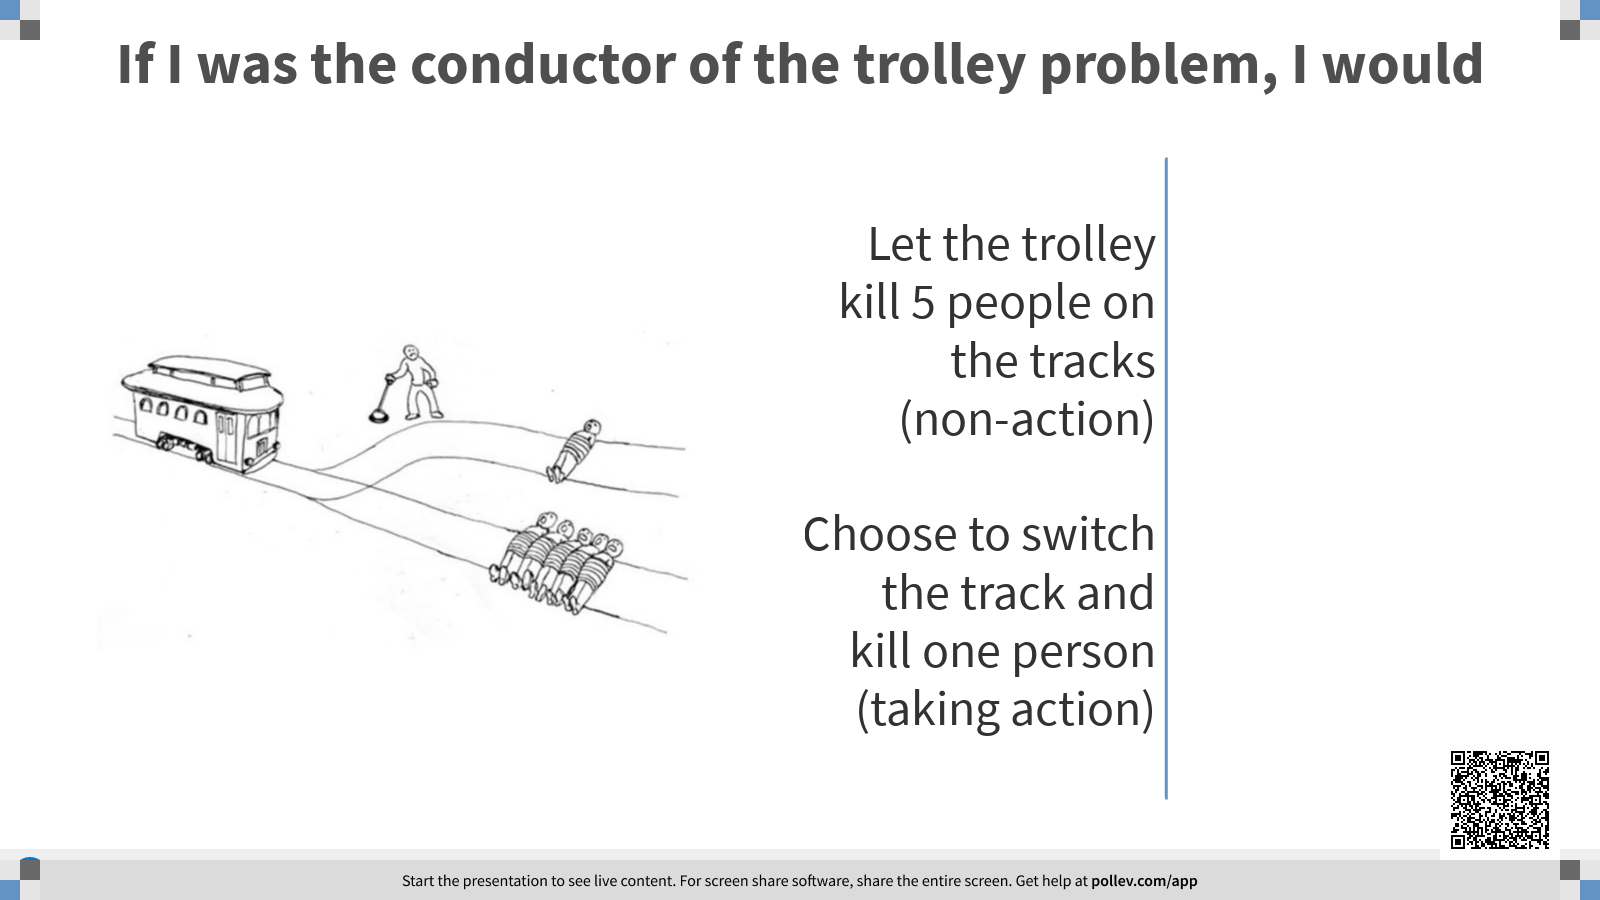 If I was the conductor of the trolley problem, I would
Let the trolley
kill 5 people on
the tracks
(non-action)
Choose to switch
the track and
kill one person
(taking action)
Start the presentation to see live content. For screen share software, share the entire screen. Get help at pollev.com/app